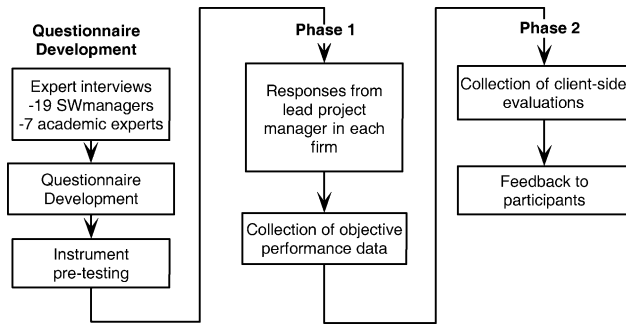 Questionnaire
Development
Expert interviews
-19 SWmanagers
-7 academic experts
Questionnaire
Development
Instrument
pre-testing
Phase 1
Responses from
lead project
manager in each
firm
Collection of objective
performance data
Phase 2
Collection of client-side
evaluations
Feedback to
participants